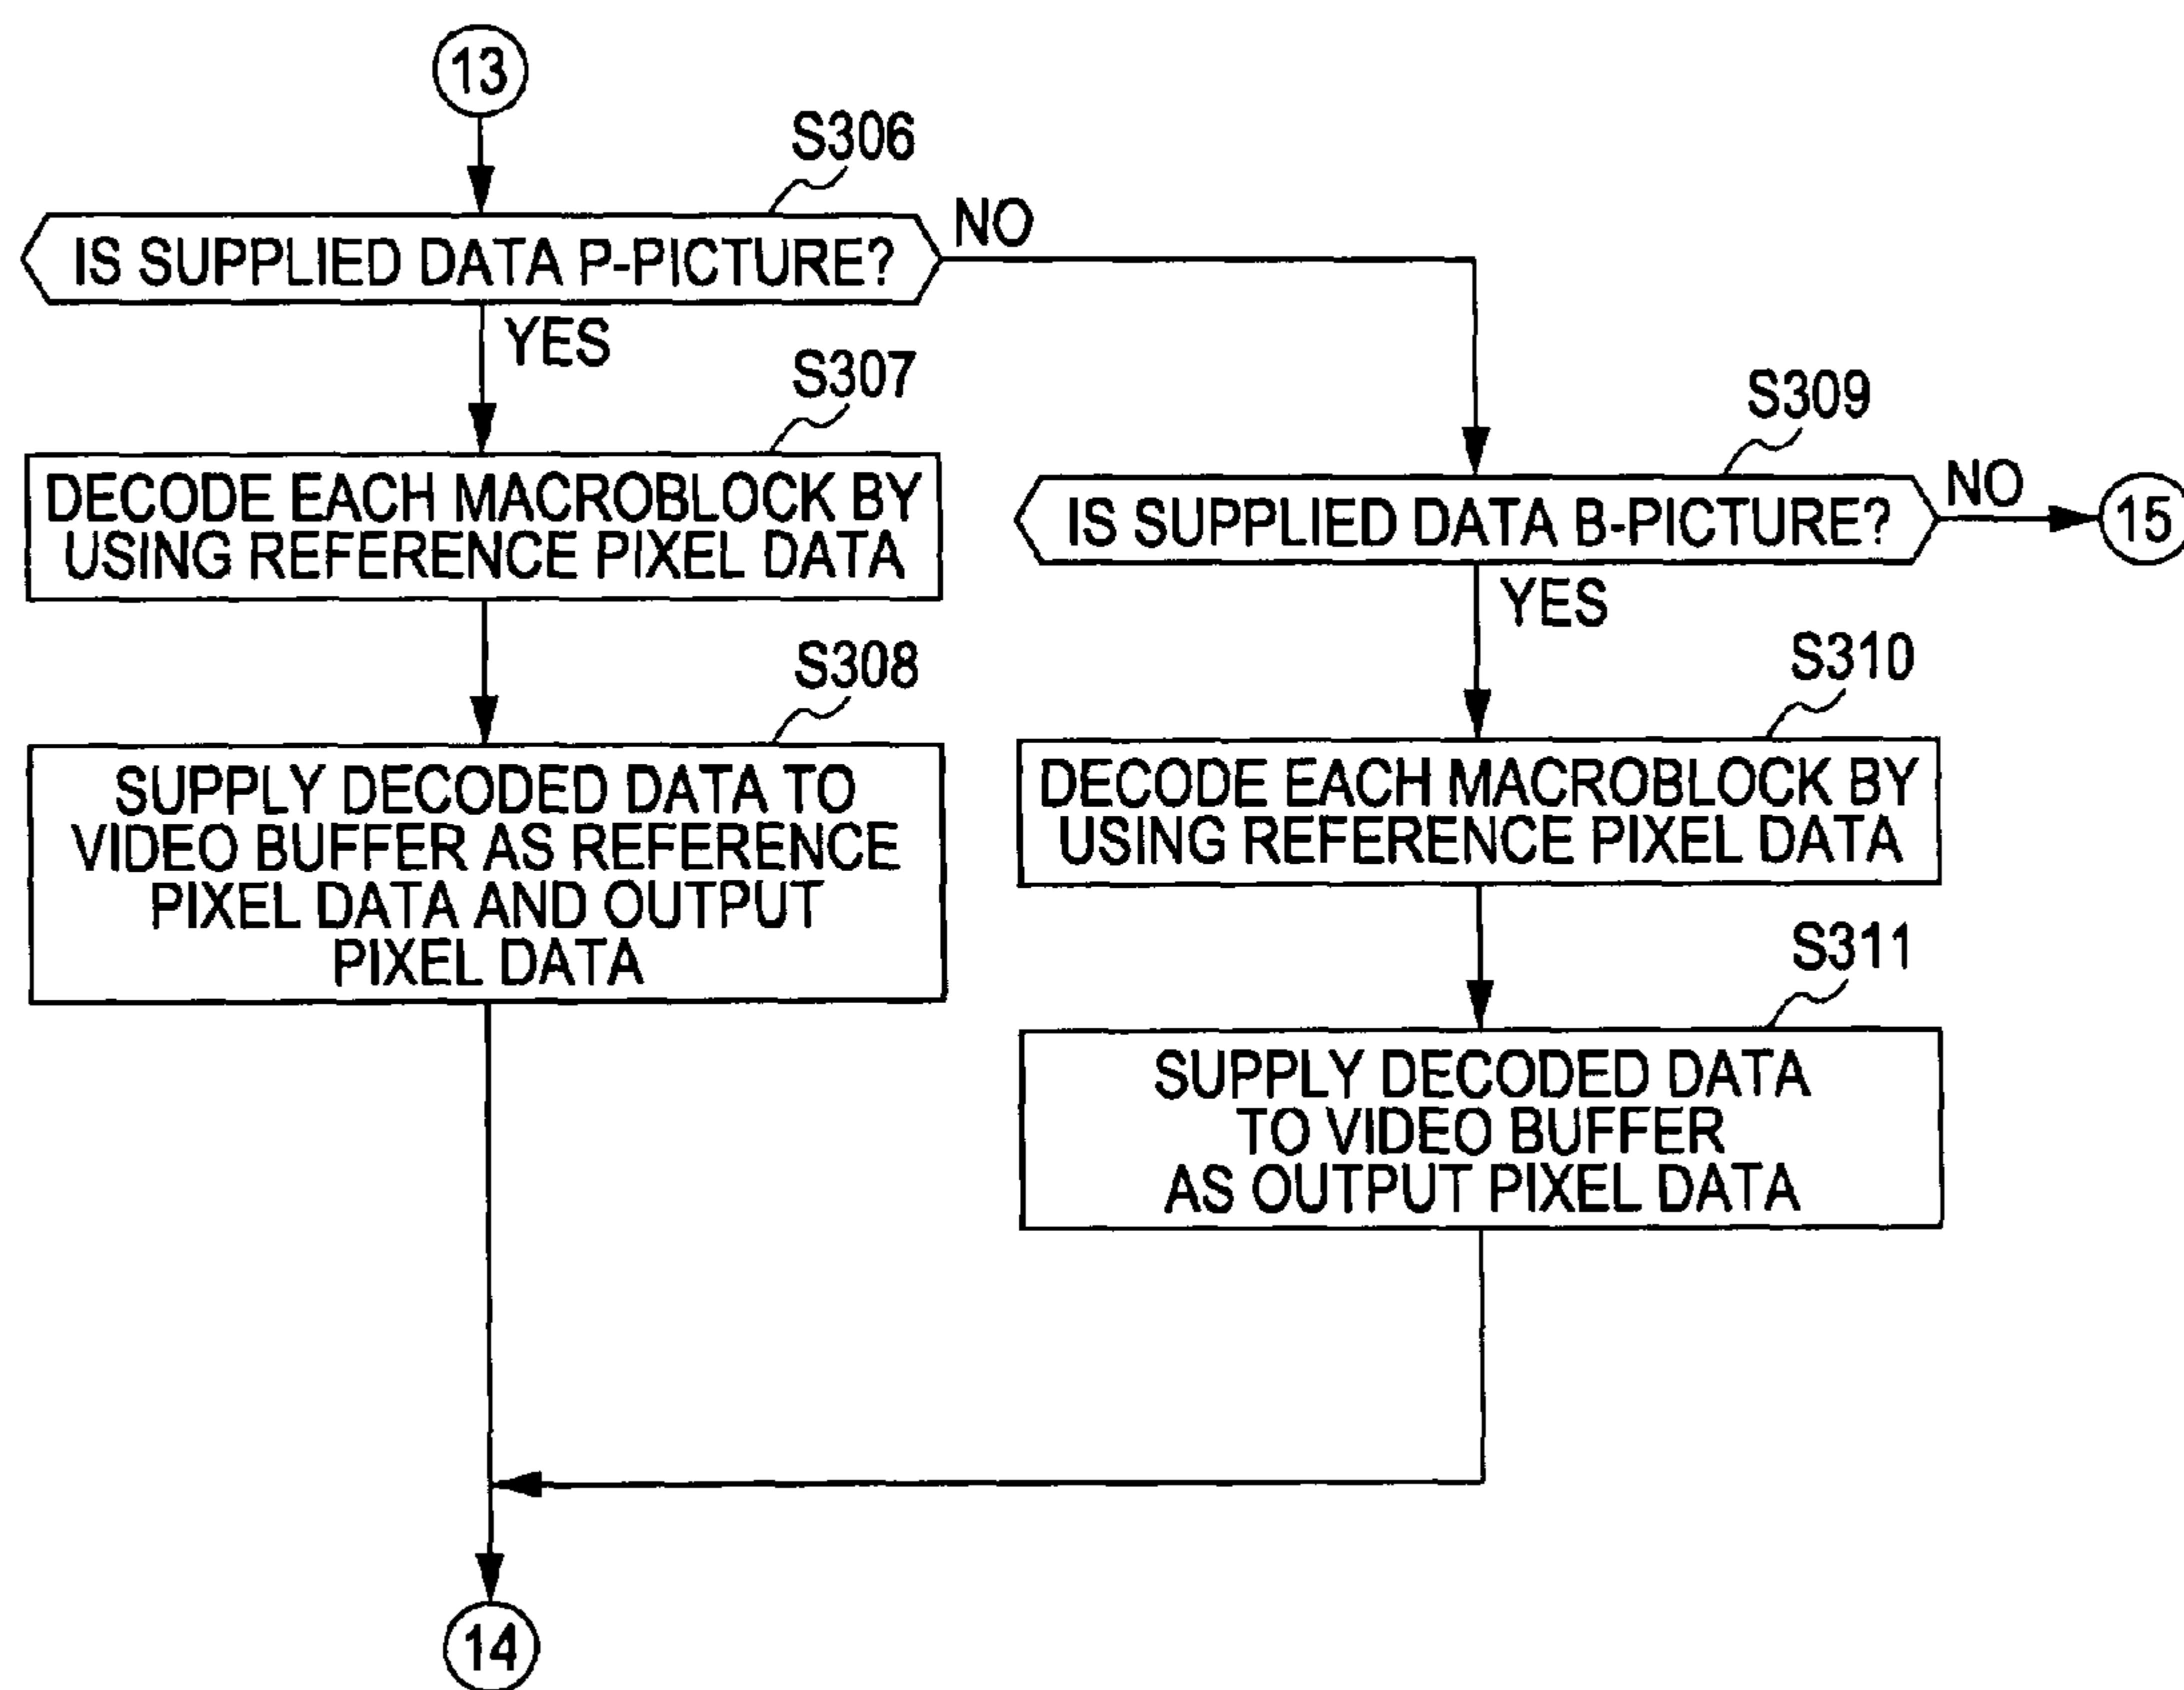 13
S306
IS SUPPLIED DATA P-PICTURE?
NO
YES
S307
DECODE EACH MACROBLOCK BY
USING REFERENCE PIXEL DATA
S308
SUPPLY DECODED DATA TO
VIDEO BUFFER AS REFERENCE
PIXEL DATA AND OUTPUT
PIXEL DATA
S309
IS SUPPLIED DATA B-PICTURE?
NO
15
YES
S310
DECODE EACH MACROBLOCK BY
USING REFERENCE PIXEL DATA
S311
SUPPLY DECODED DATA
TO VIDEO BUFFER
AS OUTPUT PIXEL DATA
14